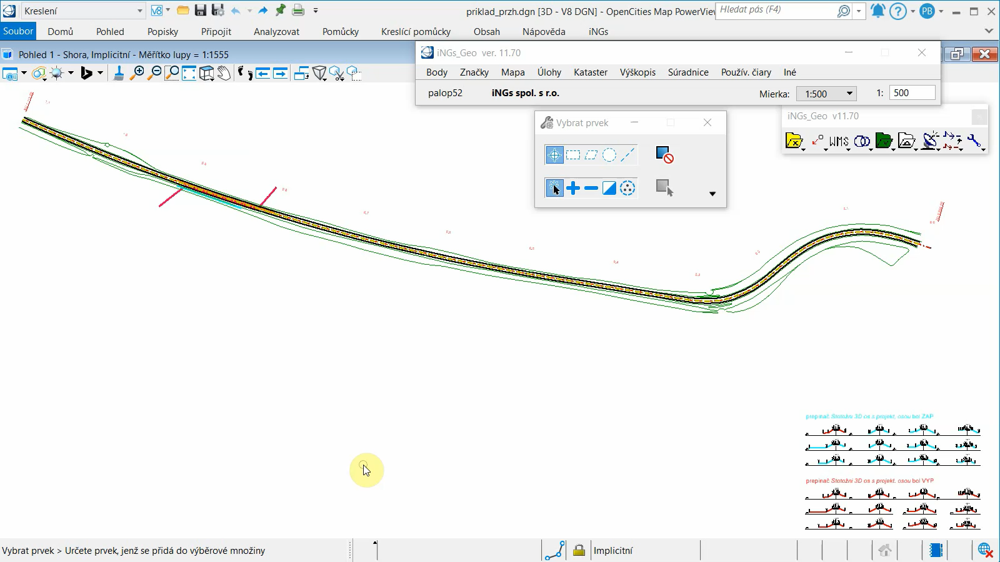 Kreslení
V8
priklad_przh.dgn [3D - V8 DGN] - OpenCities Map PowerView
Hledat pás (F4)
PB
Soubor
Domů
Pohled
Popisky
Připojit
Analyzovat
Pomůcky
Kreslící pomůcky
Obsah
Nápověda
iNGs
Pohled 1 - Shora, Implicitní - Měřítko lupy = 1:1555
iNGs_Geo ver. 11.70
Body
Značky
Mapa
Úlohy
Kataster
Výškopis
Súradnice
Použív. čiary
Iné
palop52
iNGs spol. s r.o.
Mierka:
1:500
1:
500
Vybrat prvek
iNGs_Geo v11.70
WMS
prepínač Stotožni 3D os s projekt. osou bol ZAP
prepínač Stotožni 3D os s projekt. osou bol VYP
Vybrat prvek > Určete prvek, jenž se přidá do výběrové množiny
Implicitní